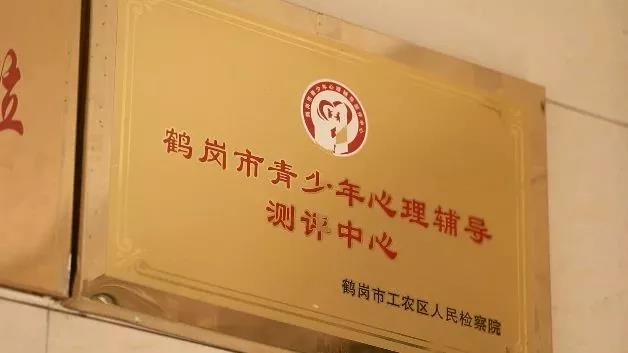 鹤岗市青少年心理辅导
测评中心
鹤岗市工农区人民检察院